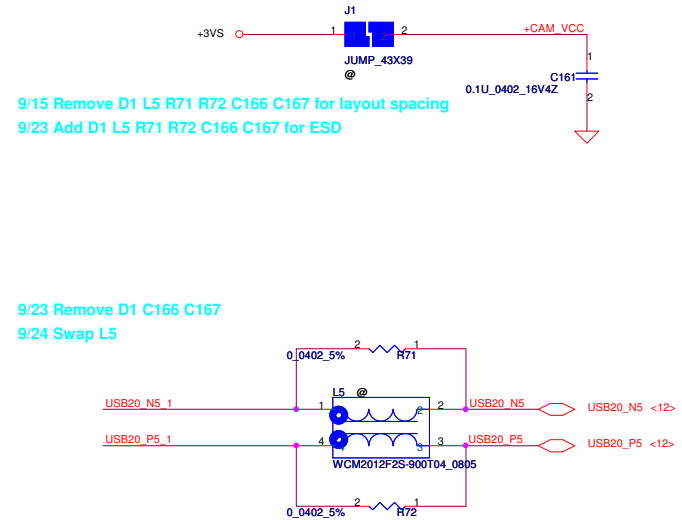 J1
+3VS
1
1
2
2
+CAM_VCC
JUMP_43X39
@
1
C161
0.1U_0402_16V4Z
2
9/15 Remove D1 L5 R71 R72 C166 C167 for layout spacing
9/23 Add D1 L5 R71 R72 C166 C167 for ESD
9/23 Remove D1 C166 C167
9/24 Swap L5
2
1
0_0402_5%
R71
L5
@
USB20_N5_1
1
2
2
USB20_N5
USB20_N5 <12>
USB20_P5_1
4
3
3
USB20_P5
USB20_P5 <12>
WCM2012F2S-900T04_0805
2
1
0_0402_5%
R72